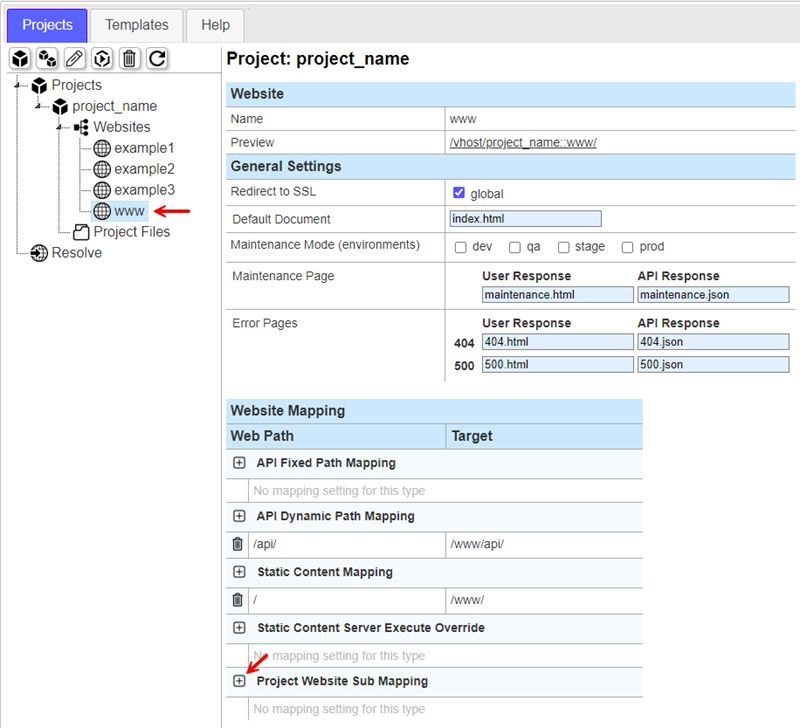 Projects Templates Help
Project: project_name
Projects
project_name
Websites
example1
example2
example3
www
Project Files
Resolve
Website
Name www
Preview /vhost/project_name::www/
General Settings
Redirect to SSL global
Default Document index.html
Maintenance Mode (environments) dev qa stage prod
Maintenance Page User Response API Response
maintenance.html maintenance.json
Error Pages User Response API Response
404 404.html 404.json
500 500.html 500.json
Website Mapping
Web Path Target
API Fixed Path Mapping
No mapping setting for this type
API Dynamic Path Mapping
/api/ /www/api/
Static Content Mapping
/ /www/
Static Content Server Execute Override
No mapping setting for this type
Project Website Sub Mapping
No mapping setting for this type